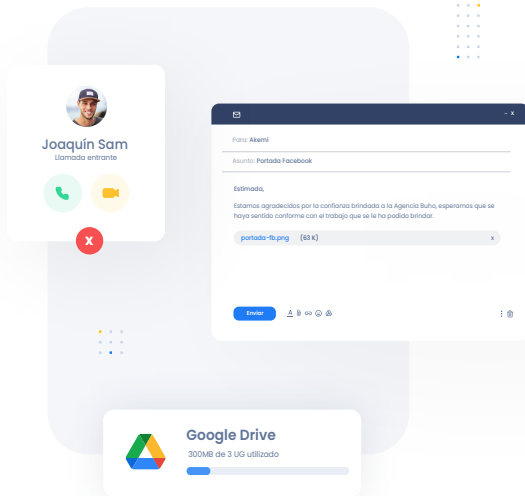 Joaquín Sam
Llamada entrante
X
- x
Para: Akemi
Asunto: Portada Facebook
Estimado,
Estamos agradecidos por la confianza brindada a la Agencia Buho, esperamos que se
haya sentido conforme con el trabajo que se le ha podido brindar.
portada-fb.png (63 K) x
Enviar A
Google Drive
300MB de 3 UG utilizado